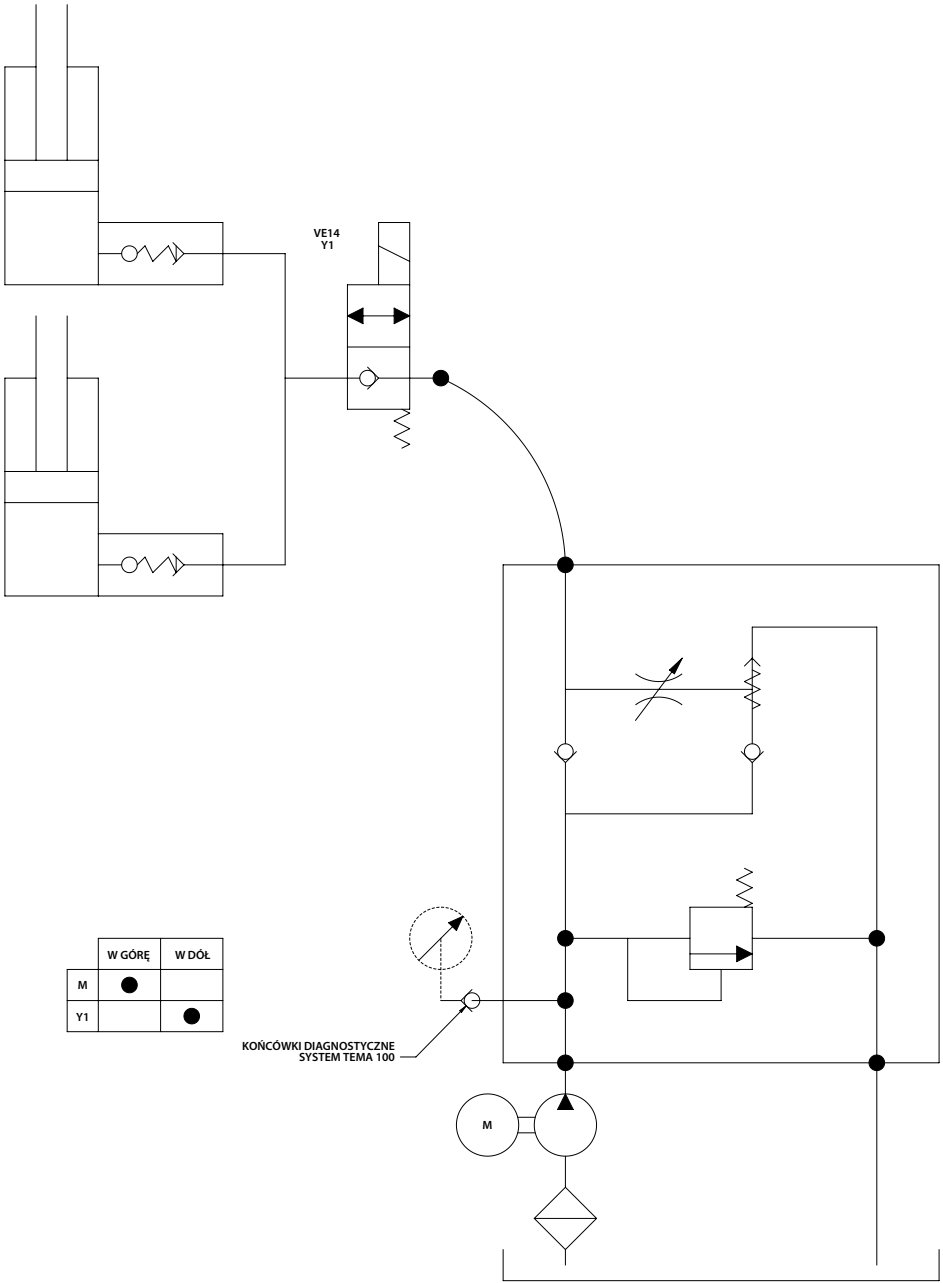 VE14
Y1
W GÓRĘ W DÓŁ
M
Y1
KOŃCÓWKI DIAGNOSTYCZNE
SYSTEM TEMA 100
M